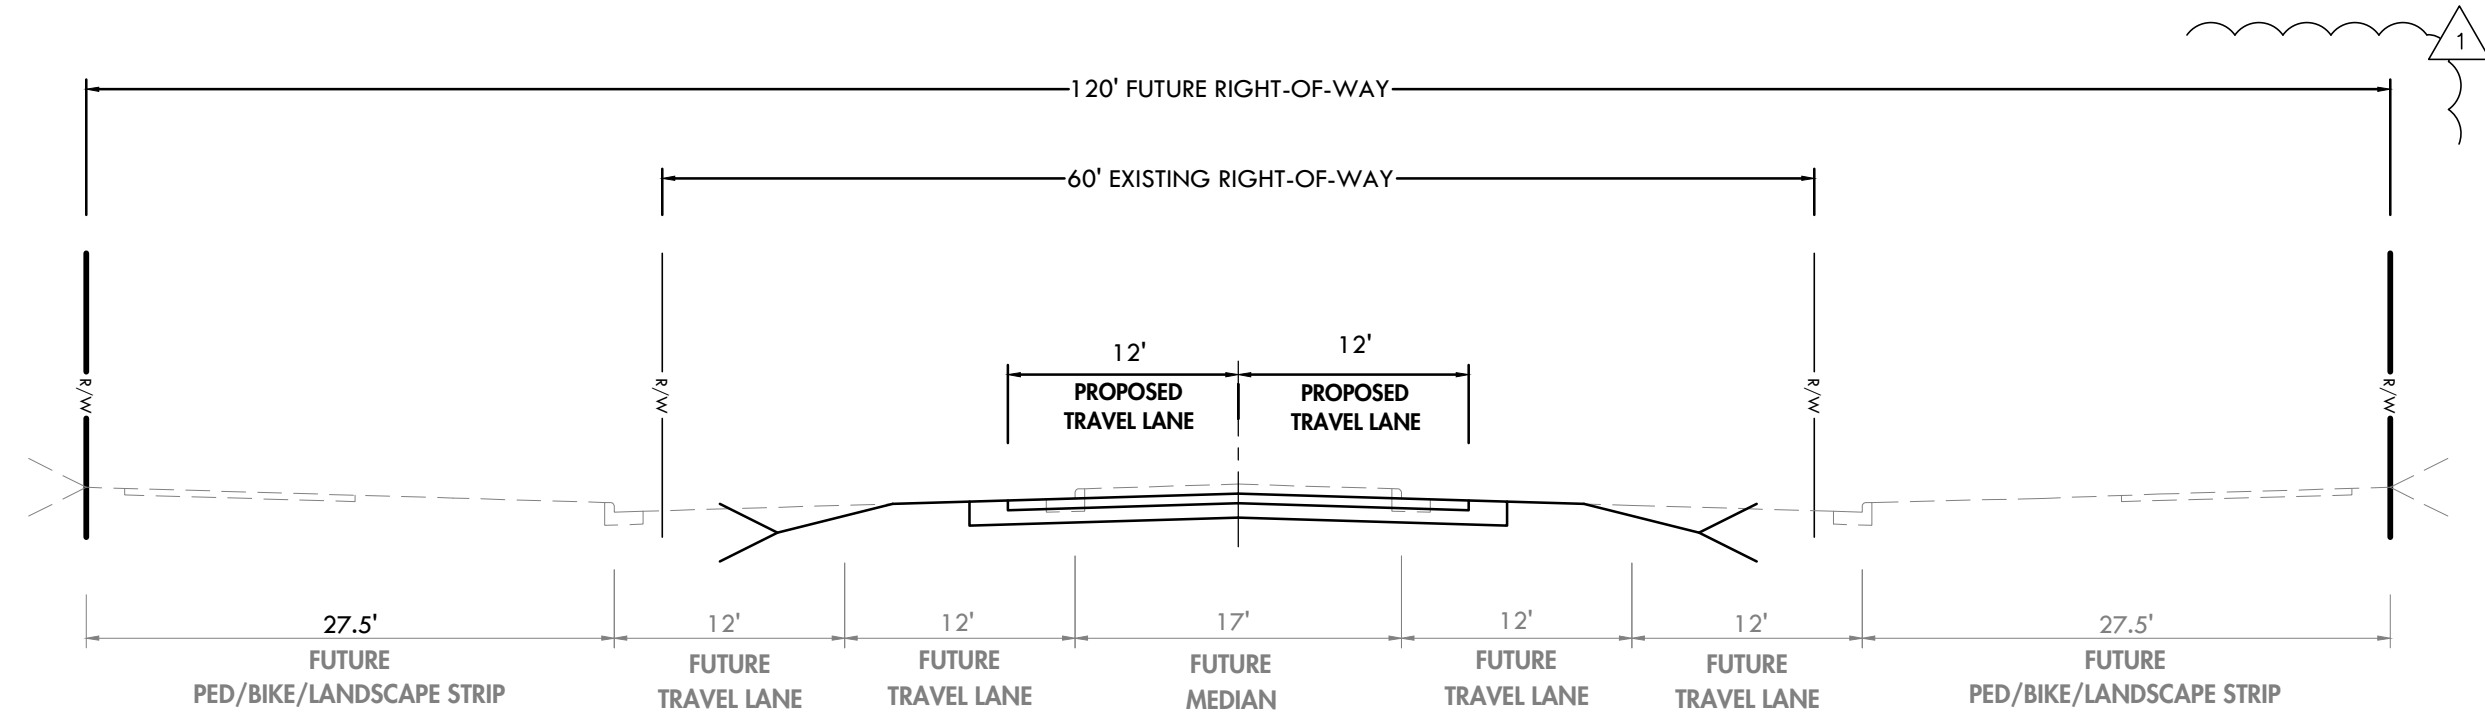 1
120' FUTURE RIGHT-OF-WAY
60' EXISTING RIGHT-OF-WAY
12'
PROPOSED
TRAVEL LANE
12'
PROPOSED
TRAVEL LANE
R/W
R/W
R/W
R/W
27.5'
FUTURE
PED/BIKE/LANDSCAPE STRIP
12'
FUTURE
TRAVEL LANE
12'
FUTURE
TRAVEL LANE
17'
FUTURE
MEDIAN
12'
FUTURE
TRAVEL LANE
12'
FUTURE
TRAVEL LANE
27.5'
FUTURE
PED/BIKE/LANDSCAPE STRIP